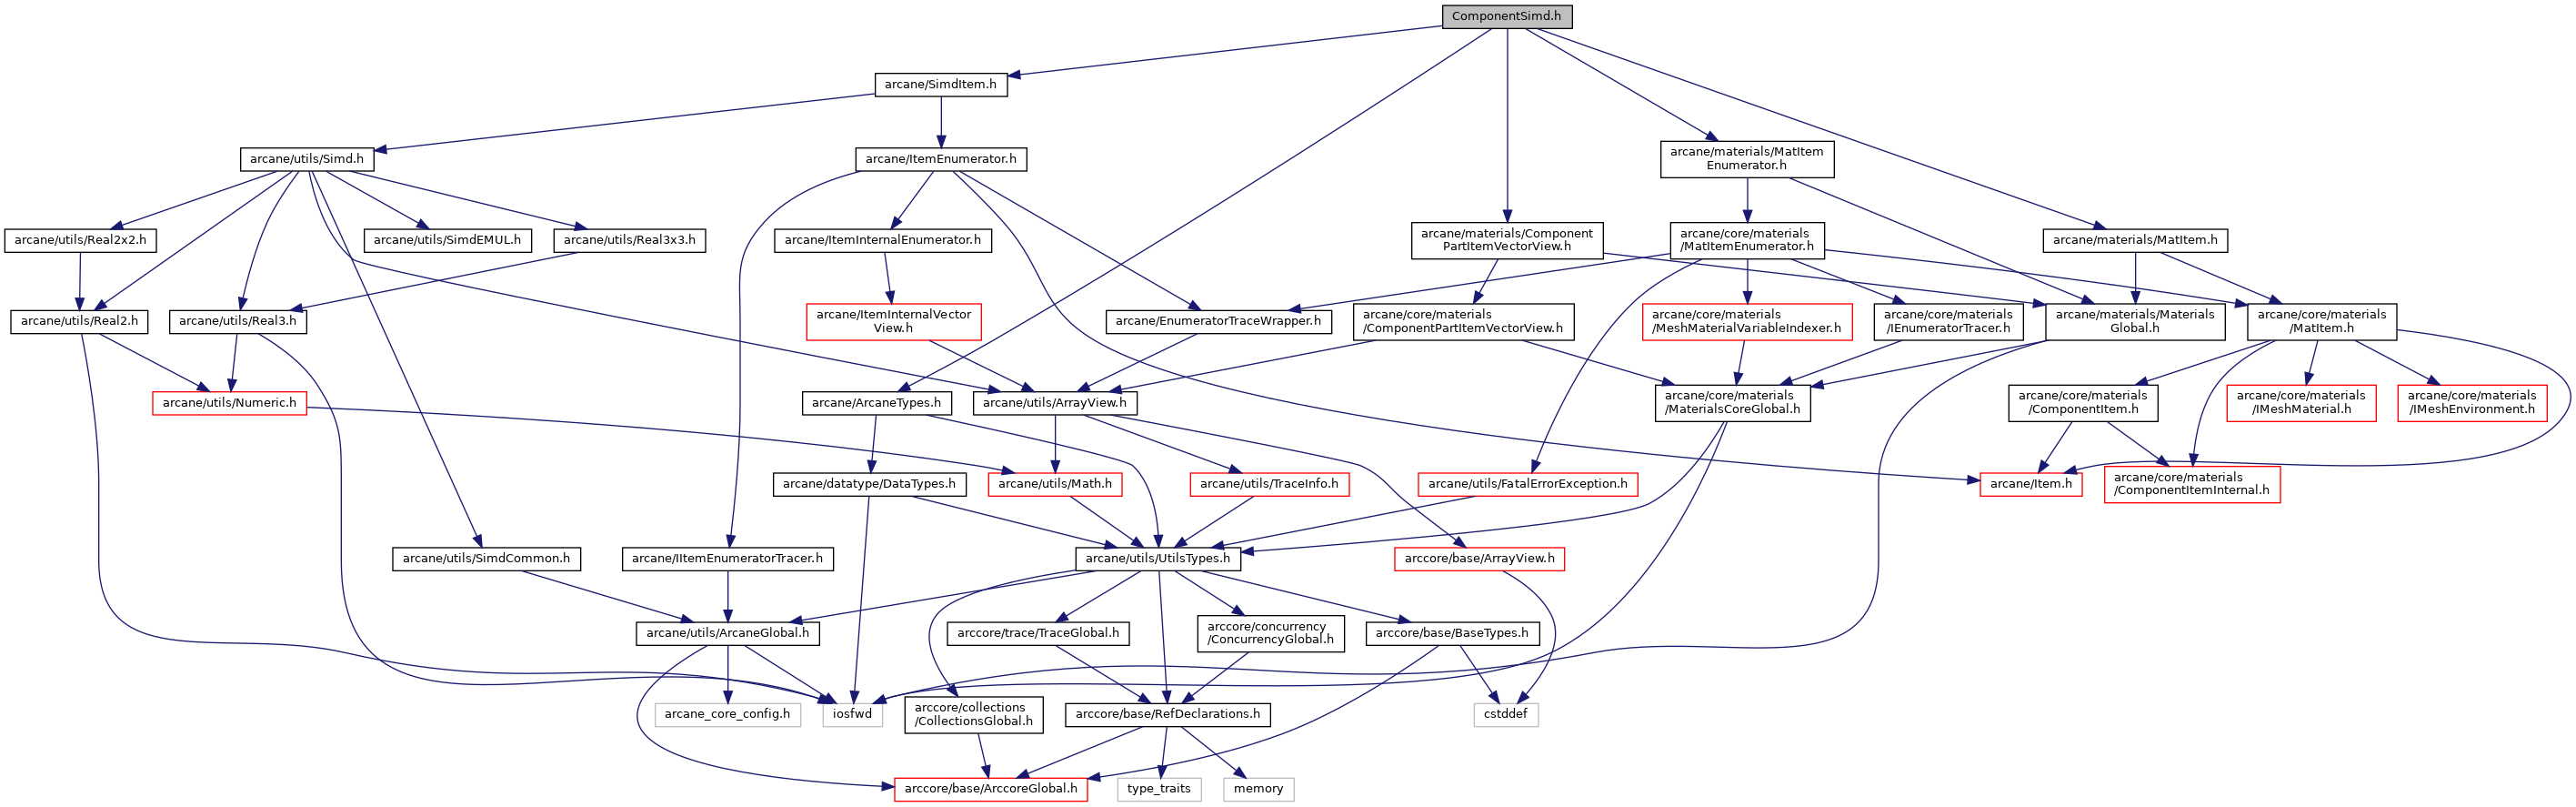 ComponentSimd.h
arcane/SimdItem.h
arcane/utils/Simd.h
arcane/ItemEnumerator.h
arcane/materials/MatItem
Enumerator.h
arcane/utils/Real2x2.h
arcane/utils/SimdEMUL.h
arcane/utils/Real3x3.h
arcane/ItemInternalEnumerator.h
arcane/materials/Component
PartItemVectorView.h
arcane/core/materials
/MatItemEnumerator.h
arcane/materials/MatItem.h
arcane/utils/Real2.h
arcane/utils/Real3.h
arcane/ItemInternalVector
View.h
arcane/EnumeratorTraceWrapper.h
arcane/core/materials
/ComponentPartItemVectorView.h
arcane/core/materials
/MeshMaterialVariableIndexer.h
arcane/core/materials
/IEnumeratorTracer.h
arcane/materials/Materials
Global.h
arcane/core/materials
/MatItem.h
arcane/utils/Numeric.h
arcane/ArcaneTypes.h
arcane/utils/ArrayView.h
arcane/core/materials
/MaterialsCoreGlobal.h
arcane/core/materials
/ComponentItem.h
arcane/core/materials
/IMeshMaterial.h
arcane/core/materials
/IMeshEnvironment.h
arcane/datatype/DataTypes.h
arcane/utils/Math.h
arcane/utils/TraceInfo.h
arcane/utils/FatalErrorException.h
arcane/Item.h
arcane/core/materials
/ComponentItemInternal.h
arcane/utils/SimdCommon.h
arcane/IItemEnumeratorTracer.h
arcane/utils/UtilsTypes.h
arccore/base/ArrayView.h
arcane/utils/ArcaneGlobal.h
arccore/trace/TraceGlobal.h
arccore/concurrency
/ConcurrencyGlobal.h
arccore/base/BaseTypes.h
arcane_core_config.h
iosfwd
arccore/collections
/CollectionsGlobal.h
arccore/base/RefDeclarations.h
cstddef
arccore/base/ArccoreGlobal.h
type_traits
memory